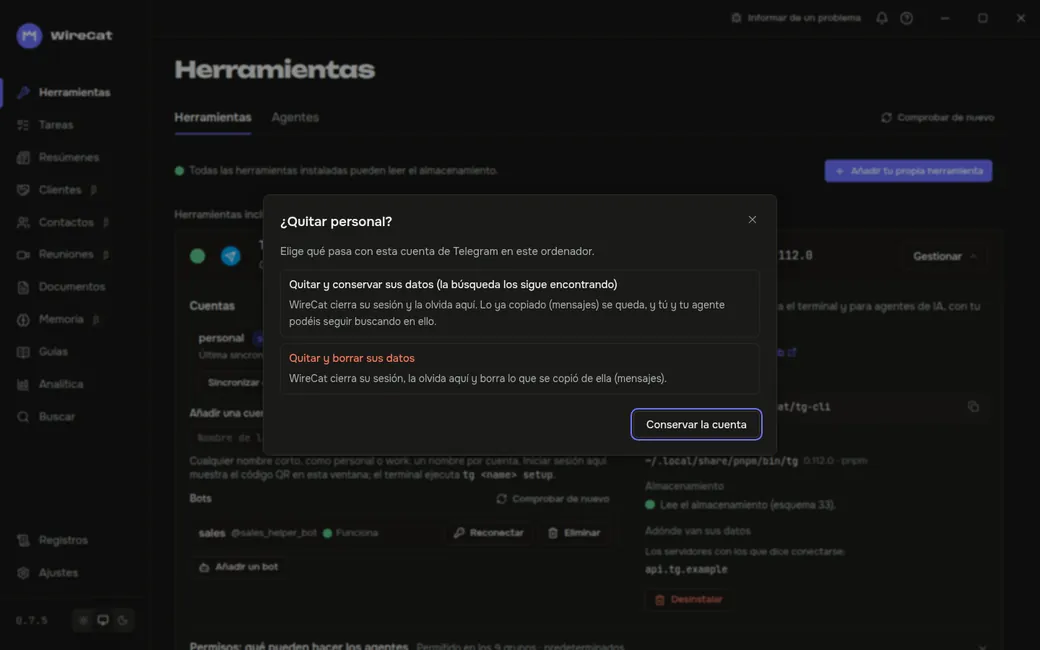 WireCat
Informar de un problema
Herramientas
Herramientas
Tareas
Resúmenes
Clientes β
Contactos β
Reuniones β
Documentos
Memoria β
Guías
Analítica
Buscar
Registros
Ajustes
0.7.5
Herramientas Agentes
Comprobar de nuevo
Todas las herramientas instaladas pueden leer el almacenamiento.
Añadir tu propia herramienta
Herramientas
112.0
Gestionar
Cuentas
a el terminal y para agentes de IA, con tu
personal
Última
Sincronizar
et/tg-cli
Añadir una
¿Quitar personal?
Elige qué pasa con esta cuenta de Telegram en este ordenador.
Quitar y conservar sus datos (la búsqueda los sigue encontrando)
WireCat cierra su sesión y la olvida aquí. Lo ya copiado (mensajes) se queda, y tú y tu agente
podéis seguir buscando en ello.
Quitar y borrar sus datos
WireCat cierra su sesión, la olvida aquí y borra lo que se copió de ella (mensajes).
Conservar la cuenta
Cualquier nombre corto, como personal o work: un nombre por cuenta. Iniciar sesión aquí
muestra el código QR en esta ventana; el terminal ejecuta tg <name> setup.
Bots
Comprobar de nuevo
sales @sales_helper_bot Funciona
Reconectar
Eliminar
Añadir un bot
~/.local/share/pnpm/bin/tg 0.112.0 · pnpm
Almacenamiento
Lee el almacenamiento (esquema 33).
Adónde van sus datos
Los servidores con los que dice conectarse:
api.tg.example
Desinstalar
Permisos: qué pueden hacer los agentes Permitido en los 9 grupos · predeterminados